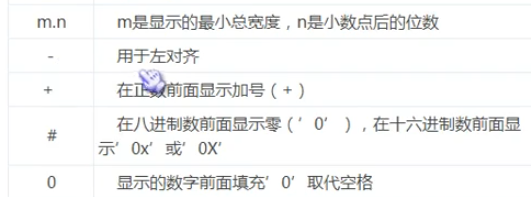 m.n m是显示的最小总宽度,n是小数点后的位数
- 用于左对齐
+ 在正数前面显示加号(+)
# 在八进制数前面显示零('0'),在十六进制数前面显
示'0x'或'0X'
0 显示的数字前面填充'0'取代空格